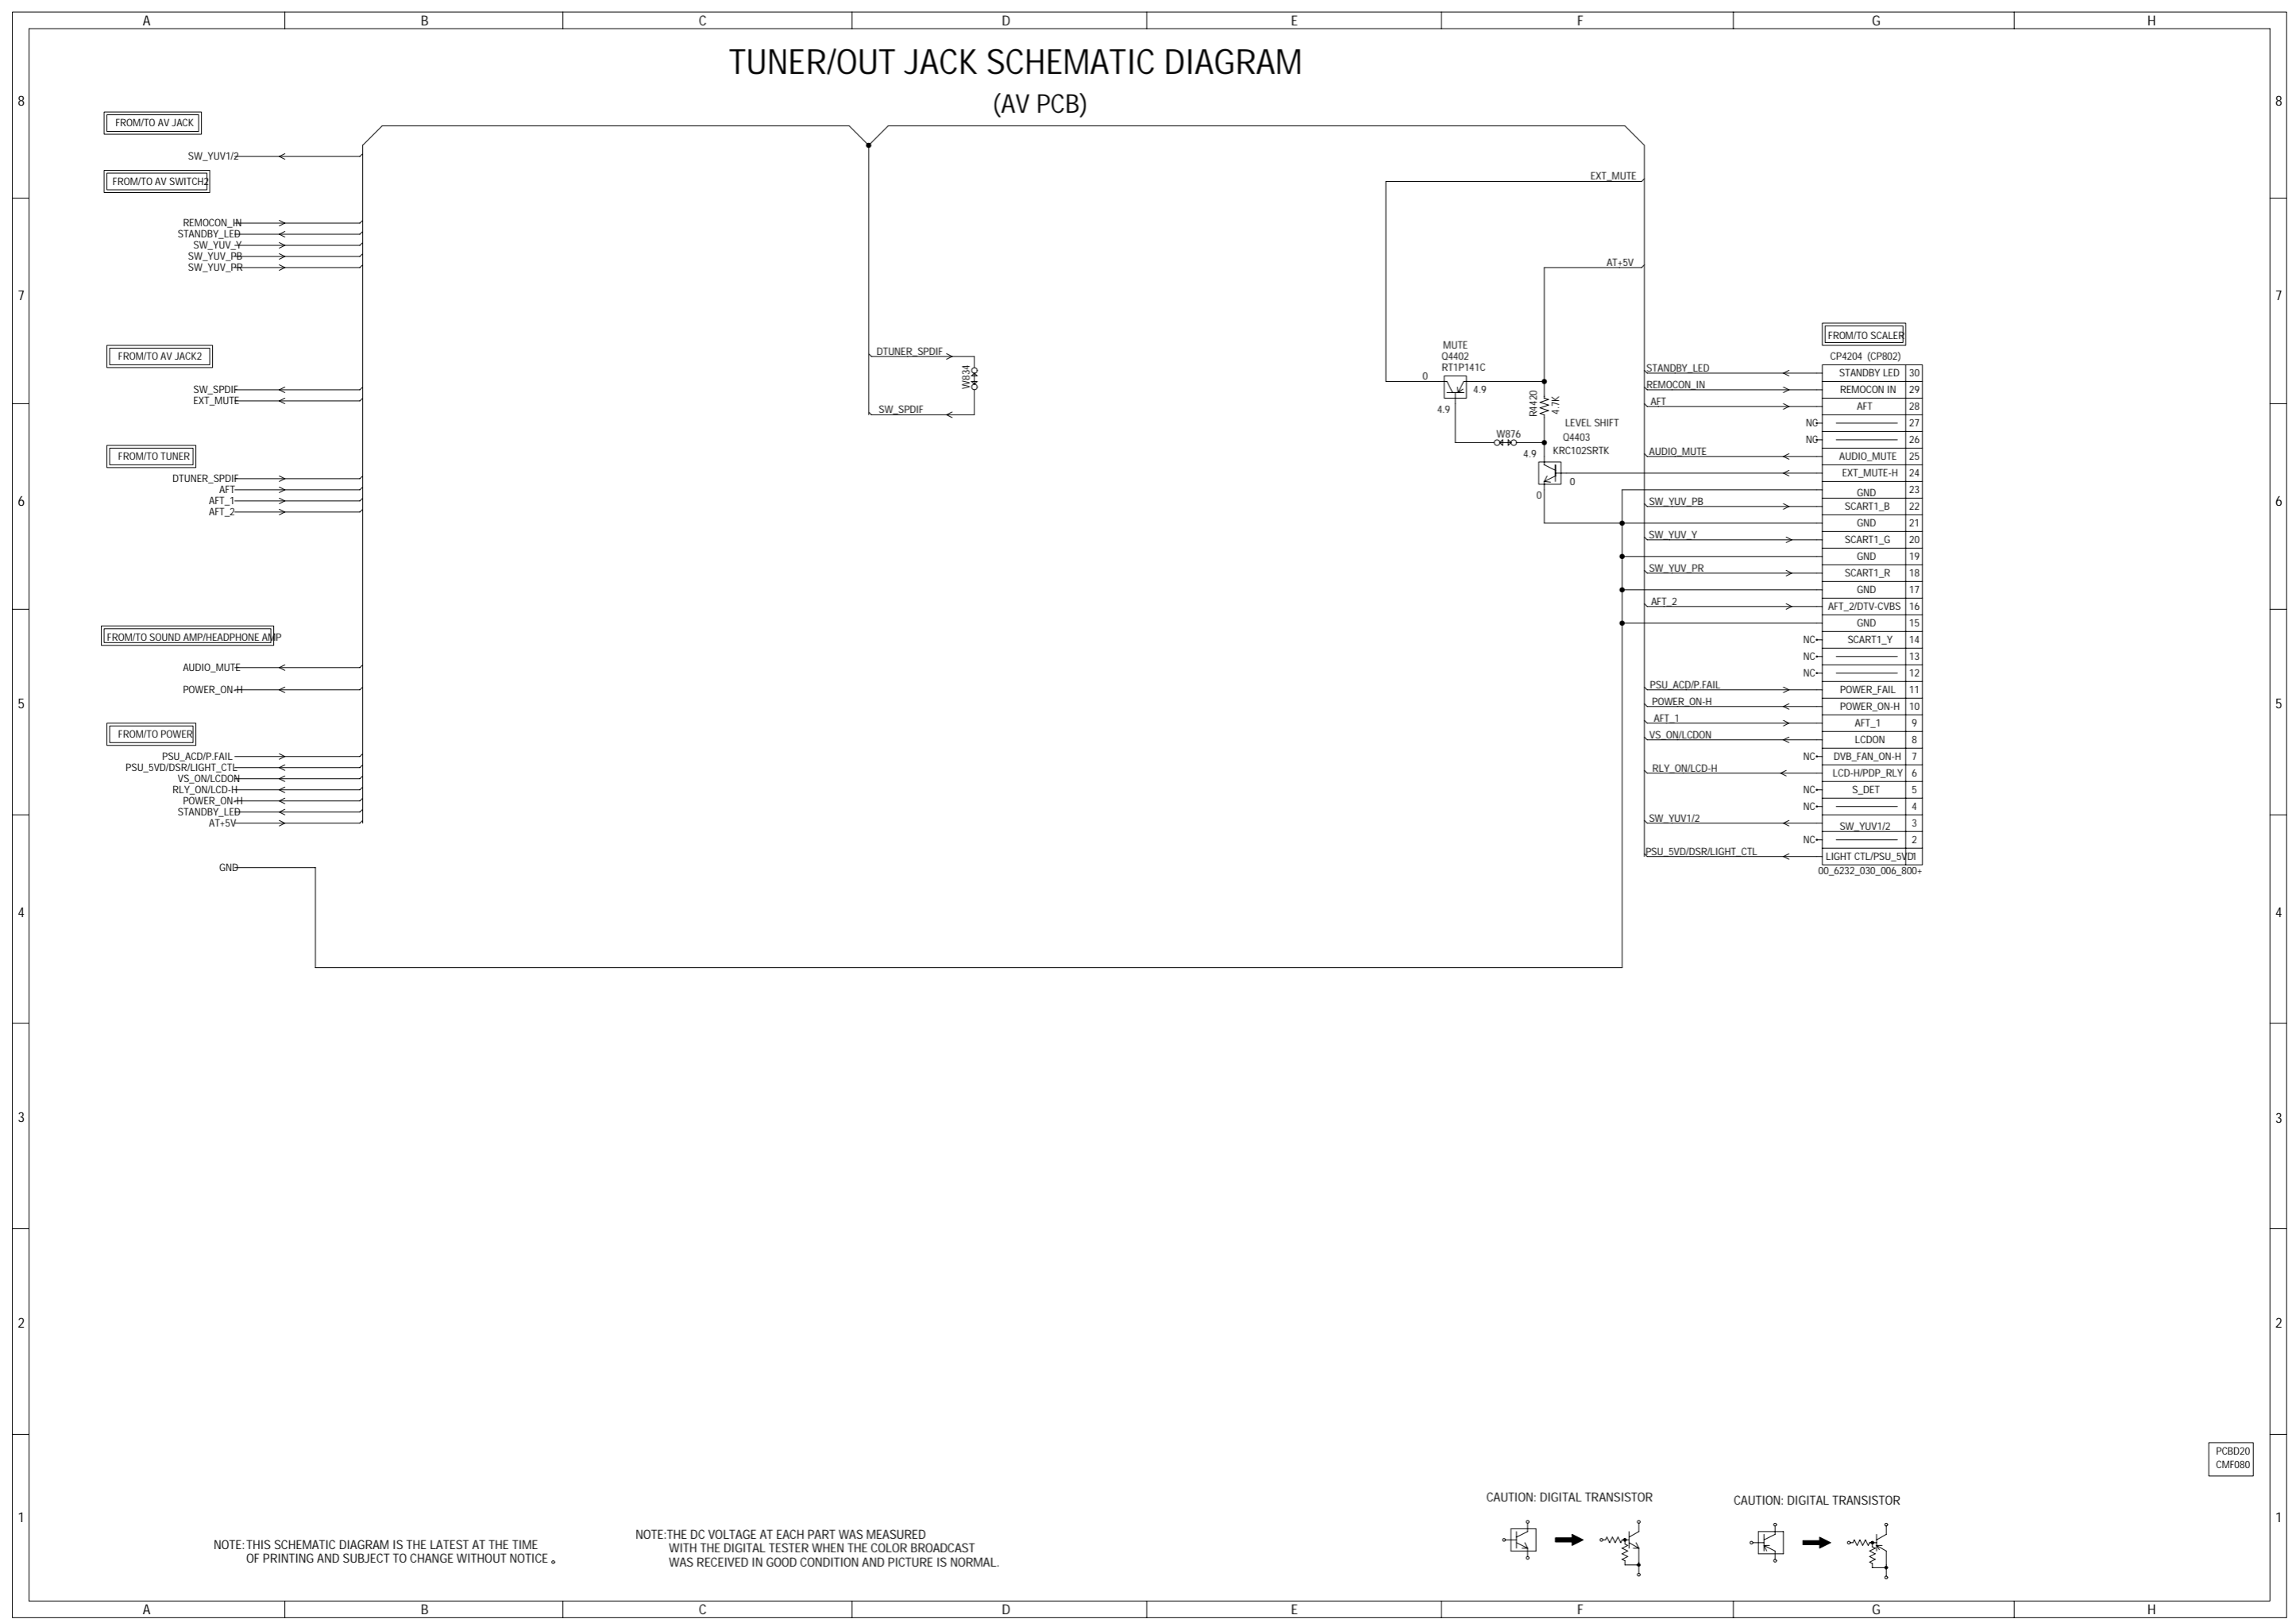 A B C D E F G H
TUNER/OUT JACK SCHEMATIC DIAGRAM
(AV PCB)
8 8
7 7
6 6
5 5
4 4
3 3
2 2
1 1
FROM/TO AV JACK
SW_YUV1/2
FROM/TO AV SWITCH2
REMOCON_IN
STANDBY_LED
SW_YUV_Y
SW_YUV_PB
SW_YUV_PR
FROM/TO AV JACK2
SW_SPDIF
EXT_MUTE
FROM/TO TUNER
DTUNER_SPDIF
AFT
AFT_1
AFT_2
FROM/TO SOUND AMP/HEADPHONE AMP
AUDIO_MUTE
POWER_ON-H
FROM/TO POWER
PSU_ACD/P.FAIL
PSU_5VD/DSR/LIGHT_CTL
VS_ON/LCDON
RLY_ON/LCD-H
POWER_ON-H
STANDBY_LED
AT+5V
GND
DTUNER_SPDIF
W834
SW_SPDIF
EXT_MUTE
AT+5V
MUTE
Q4402
RT1P141C
0
4.9
4.9
R4420
4.7K
W876
LEVEL SHIFT
Q4403
KRC102SRTK
4.9
0
0
STANDBY_LED
REMOCON_IN
AFT
AUDIO_MUTE
SW_YUV_PB
SW_YUV_Y
SW_YUV_PR
AFT_2
PSU_ACD/P.FAIL
POWER_ON-H
AFT_1
VS_ON/LCDON
RLY_ON/LCD-H
SW_YUV1/2
PSU_5VD/DSR/LIGHT_CTL
FROM/TO SCALER
CP4204 (CP802)
STANDBY LED 30
REMOCON IN 29
AFT 28
NC 27
NC 26
AUDIO_MUTE 25
EXT_MUTE-H 24
GND 23
SCART1_B 22
GND 21
SCART1_G 20
GND 19
SCART1_R 18
GND 17
AFT_2/DTV-CVBS 16
GND 15
NC SCART1_Y 14
NC 13
NC 12
POWER_FAIL 11
POWER_ON-H 10
AFT_1 9
LCDON 8
NC DVB_FAN_ON-H 7
LCD-H/PDP_RLY 6
NC S_DET 5
NC 4
SW_YUV1/2 3
NC 2
LIGHT CTL/PSU_5VD 1
00_6232_030_006_800+
PCBD20
CMF080
CAUTION: DIGITAL TRANSISTOR
CAUTION: DIGITAL TRANSISTOR
NOTE: THIS SCHEMATIC DIAGRAM IS THE LATEST AT THE TIME
OF PRINTING AND SUBJECT TO CHANGE WITHOUT NOTICE 。
NOTE:THE DC VOLTAGE AT EACH PART WAS MEASURED
WITH THE DIGITAL TESTER WHEN THE COLOR BROADCAST
WAS RECEIVED IN GOOD CONDITION AND PICTURE IS NORMAL.
A B C D E F G H